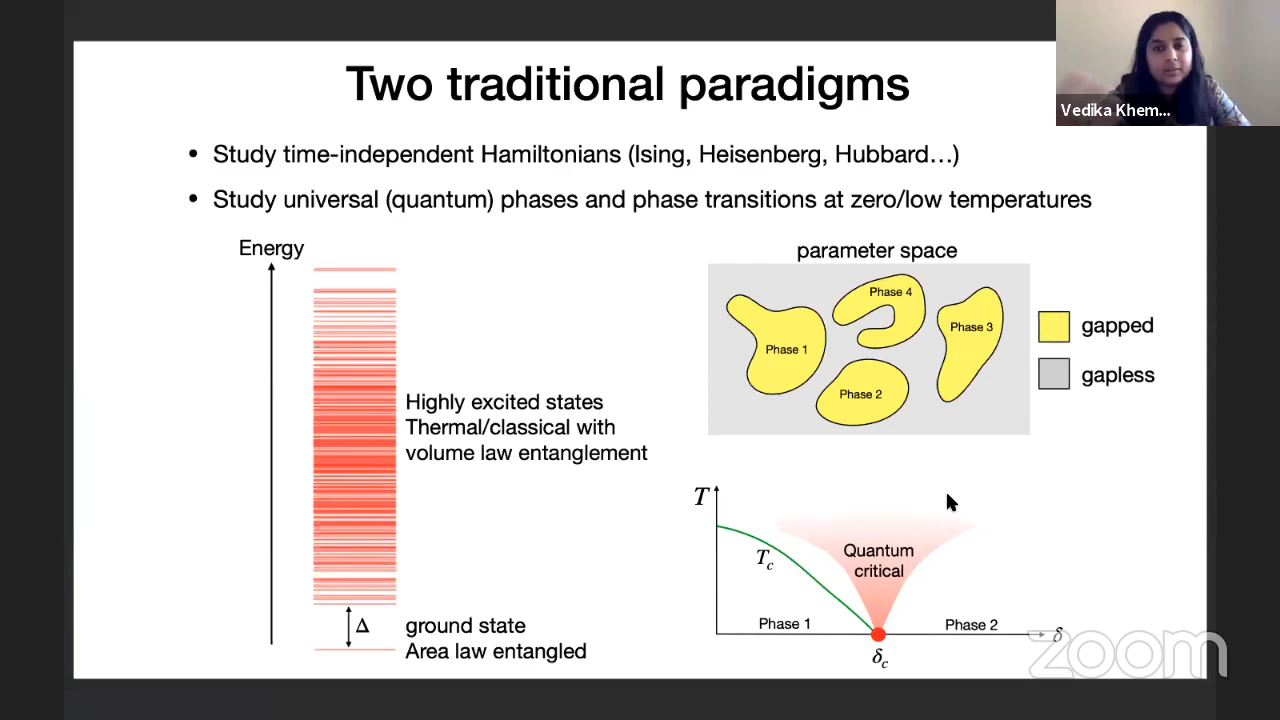 Two traditional paradigms
Vedika Khem...
• Study time-independent Hamiltonians (Ising, Heisenberg, Hubbard…)
• Study universal (quantum) phases and phase transitions at zero/low temperatures
Energy
Highly excited states
Thermal/classical with
volume law entanglement
Δ
ground state
Area law entangled
parameter space
Phase 1
Phase 4
Phase 3
Phase 2
gapped
gapless
T
T_c
Quantum
critical
Phase 1
Phase 2
δ
δ_c
zoom